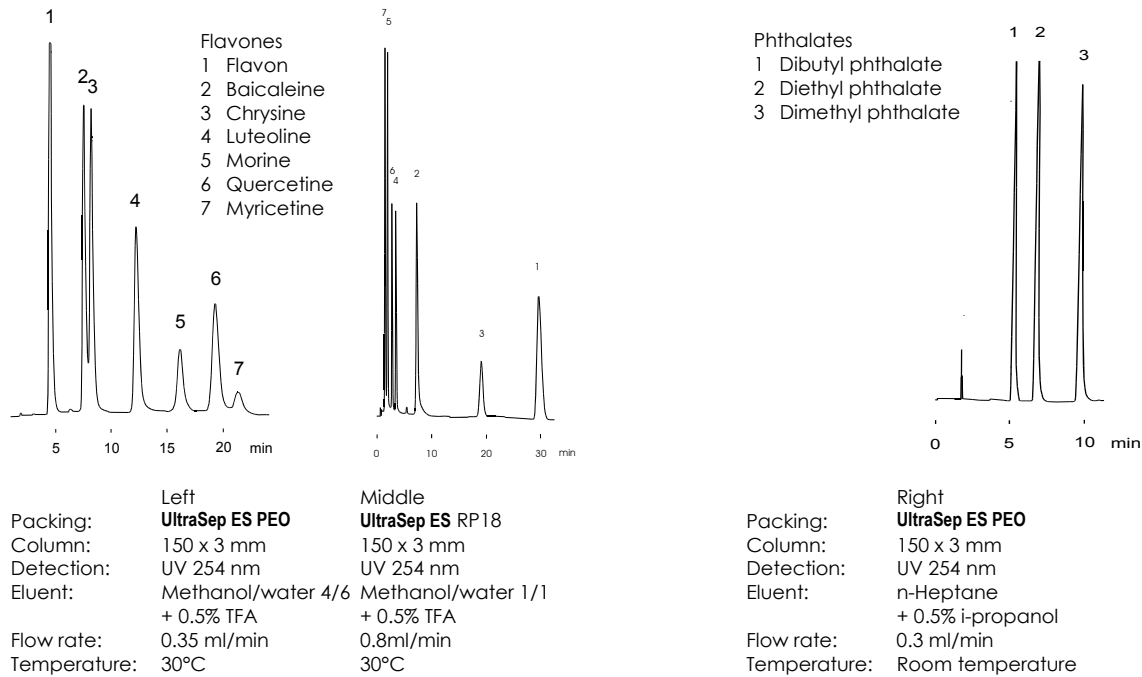 1
2
3
4
5
6
7
5
10
15
20
min
Flavones
1 Flavon
2 Baicaleine
3 Chrysine
4 Luteoline
5 Morine
6 Quercetine
7 Myricetine
7
5
6
4
2
3
1
0
10
20
30
min
Phthalates
1 Dibutyl phthalate
2 Diethyl phthalate
3 Dimethyl phthalate
1
2
3
0
5
10
min
Left Middle
Packing: UltraSep ES PEO UltraSep ES RP18
Column: 150 x 3 mm 150 x 3 mm
Detection: UV 254 nm UV 254 nm
Eluent: Methanol/water 4/6 Methanol/water 1/1
+ 0.5% TFA + 0.5% TFA
Flow rate: 0.35 ml/min 0.8ml/min
Temperature: 30°C 30°C
Right
Packing: UltraSep ES PEO
Column: 150 x 3 mm
Detection: UV 254 nm
Eluent: n-Heptane
+ 0.5% i-propanol
Flow rate: 0.3 ml/min
Temperature: Room temperature